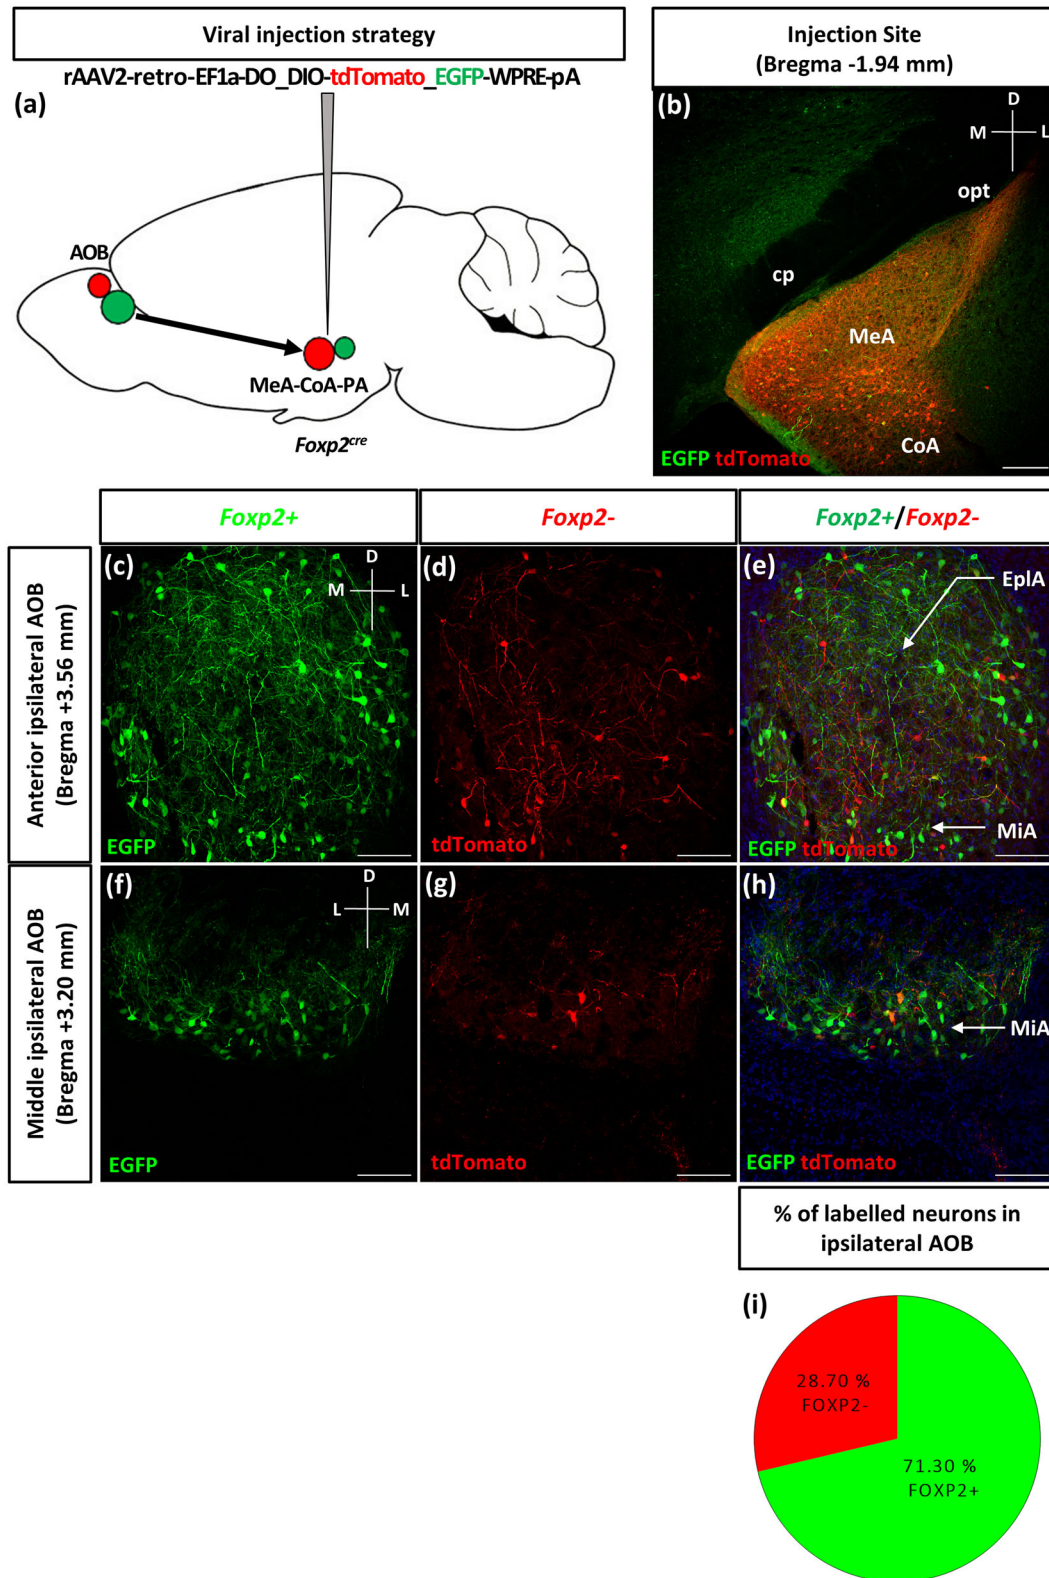 Viral injection strategy
rAAV2-retro-EF1a-DO_DIO-tdTomato_EGFP-WPRE-pA
(a)
AOB
MeA-CoA-PA
Foxp2cre
Injection Site
(Bregma -1.94 mm)
(b)
D
M L
opt
cp
MeA
CoA
EGFP tdTomato
Foxp2+
Foxp2-
Foxp2+/Foxp2-
Anterior ipsilateral AOB
(Bregma +3.56 mm)
(c)
D
M L
EGFP
(d)
tdTomato
(e)
EplA
MiA
EGFP tdTomato
Middle ipsilateral AOB
(Bregma +3.20 mm)
(f)
D
L M
EGFP
(g)
tdTomato
(h)
MiA
EGFP tdTomato
% of labelled neurons in
ipsilateral AOB
(i)
28.70 %
FOXP2-
71.30 %
FOXP2+